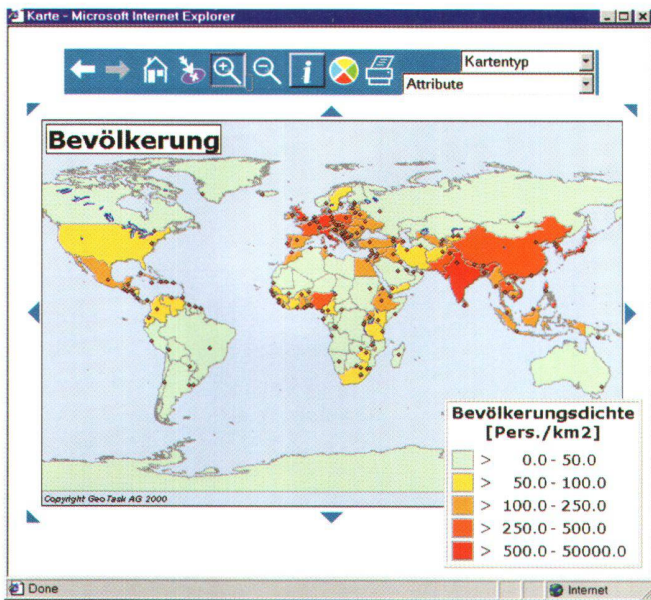 Karte - Microsoft Internet Explorer
Kartentyp
Attribute
Bevölkerung
Bevölkerungsdichte
[Pers./km2]
> 0.0 - 50.0
> 50.0 - 100.0
> 100.0 - 250.0
> 250.0 - 500.0
> 500.0 - 50000.0
Copyright GeoTask AG 2000
Done
Internet